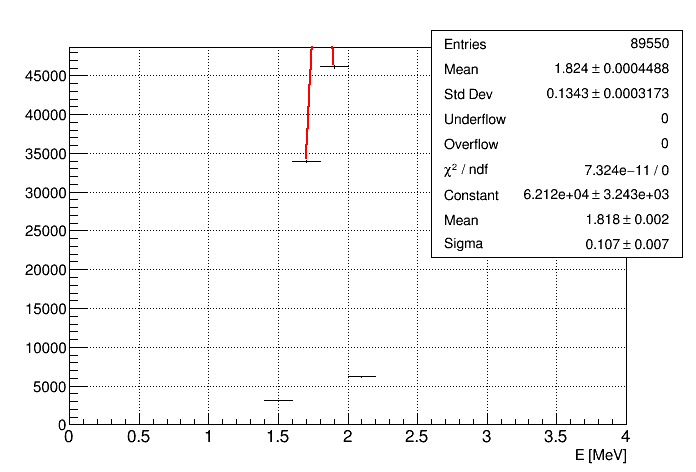 Entries 89550
Mean 1.824 ± 0.0004488
Std Dev 0.1343 ± 0.0003173
Underflow 0
Overflow 0
χ² / ndf 7.324e−11 / 0
Constant 6.212e+04 ± 3.243e+03
Mean 1.818 ± 0.002
Sigma 0.107 ± 0.007
45000
40000
35000
30000
25000
20000
15000
10000
5000
0
0 0.5 1 1.5 2 2.5 3 3.5 4
E [MeV]